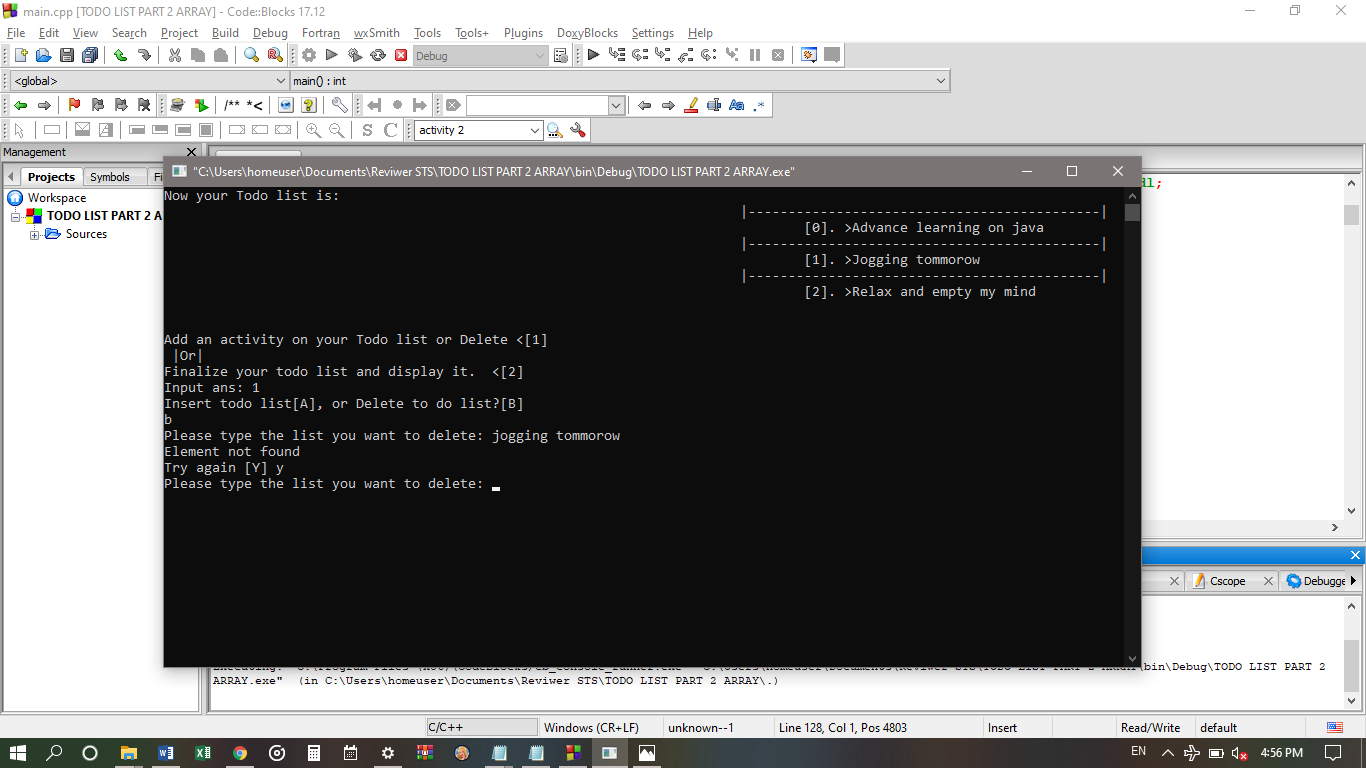 main.cpp [TODO LIST PART 2 ARRAY] - Code::Blocks 17.12
File Edit View Search Project Build Debug Fortran wxSmith Tools Tools+ Plugins DoxyBlocks Settings Help
Debug
<global> main() : int
/** *<
Aa .*
S C activity 2
Management
Projects Symbols Fi
Workspace
TODO LIST PART 2 A
Sources
"C:\Users\homeuser\Documents\Reviwer STS\TODO LIST PART 2 ARRAY\bin\Debug\TODO LIST PART 2 ARRAY.exe"
Now your Todo list is:
|--------------------------------------------|
[0]. >Advance learning on java
|--------------------------------------------|
[1]. >Jogging tommorow
|--------------------------------------------|
[2]. >Relax and empty my mind
Add an activity on your Todo list or Delete <[1]
|Or|
Finalize your todo list and display it.  <[2]
Input ans: 1
Insert todo list[A], or Delete to do list?[B]
b
Please type the list you want to delete: jogging tommorow
Element not found
Try again [Y] y
Please type the list you want to delete:
Cscope Debugge
bin\Debug\TODO LIST PART 2
ARRAY.exe"  (in C:\Users\homeuser\Documents\Reviwer STS\TODO LIST PART 2 ARRAY\.)
C/C++ Windows (CR+LF) unknown--1 Line 128, Col 1, Pos 4803 Insert Read/Write default
EN 4:56 PM